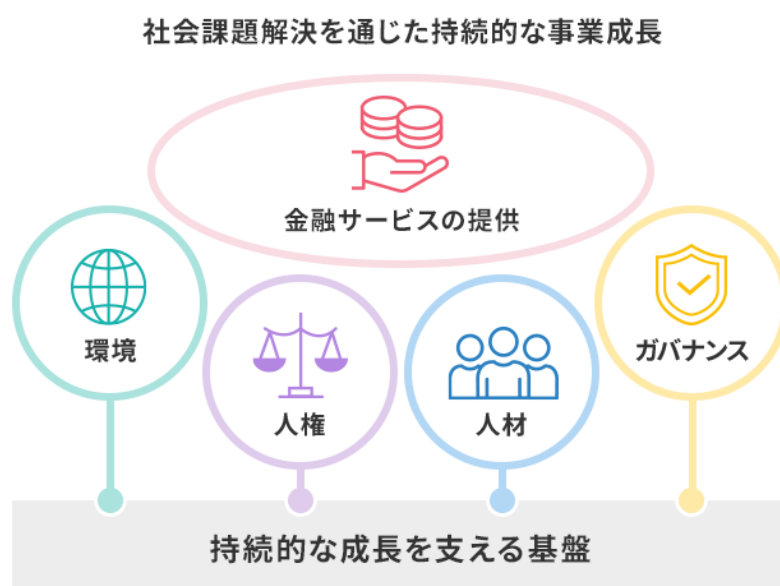 社会課題解決を通じた持続的な事業成長
金融サービスの提供
環境
人権
人材
ガバナンス
持続的な成長を支える基盤